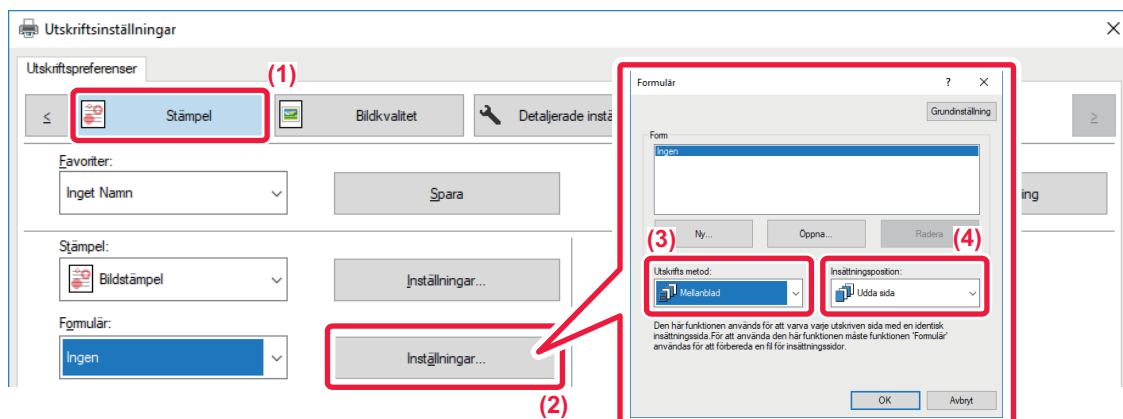 Utskriftsinställningar
Utskriftspreferenser
(1)
<
Stämpel
Bildkvalitet
Detaljerade instä
>
Favoriter:
Inget Namn
Spara
ing
Stämpel:
Bildstämpel
Inställningar...
Formulär:
Ingen
Inställningar...
(2)
Formulär
?
Grundinställning
Form
Ingen
Ny...
Öppna...
Radera
(3)
(4)
Utskrifts metod:
Insättningsposition:
Mellanblad
Udda sida
Den här funktionen används för att varva varje utskriven sida med en identisk
insättningssida.För att använda den här funktionen måste funktionen 'Formulär'
användas för att förbereda en fil för insättningssidor.
OK
Avbryt